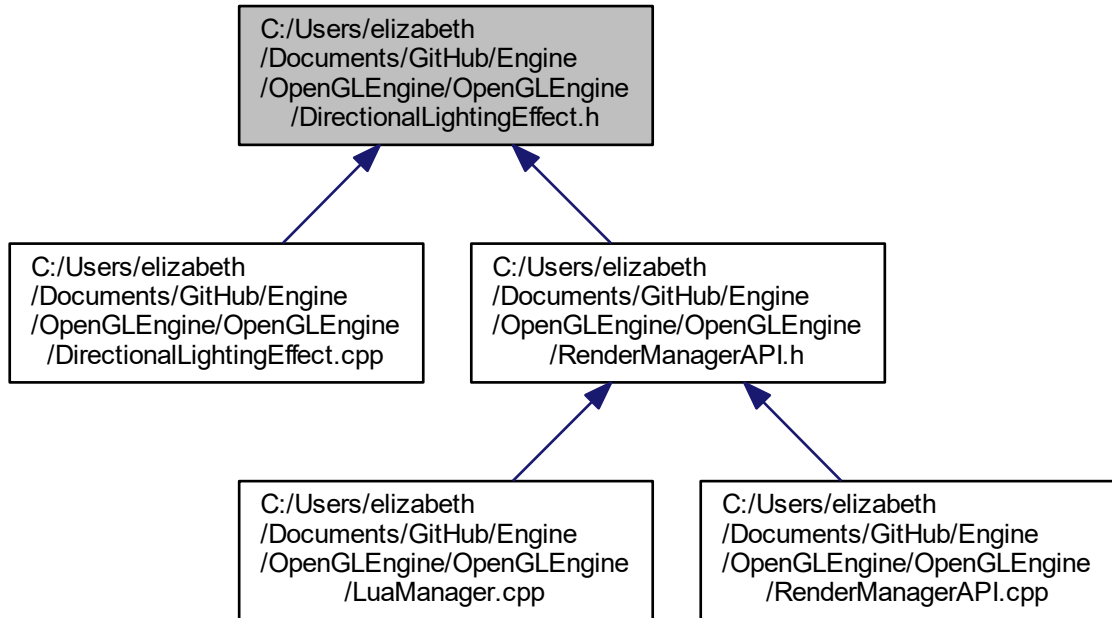 C:/Users/elizabeth
/Documents/GitHub/Engine
/OpenGLEngine/OpenGLEngine
/DirectionalLightingEffect.h
C:/Users/elizabeth
/Documents/GitHub/Engine
/OpenGLEngine/OpenGLEngine
/DirectionalLightingEffect.cpp
C:/Users/elizabeth
/Documents/GitHub/Engine
/OpenGLEngine/OpenGLEngine
/RenderManagerAPI.h
C:/Users/elizabeth
/Documents/GitHub/Engine
/OpenGLEngine/OpenGLEngine
/LuaManager.cpp
C:/Users/elizabeth
/Documents/GitHub/Engine
/OpenGLEngine/OpenGLEngine
/RenderManagerAPI.cpp